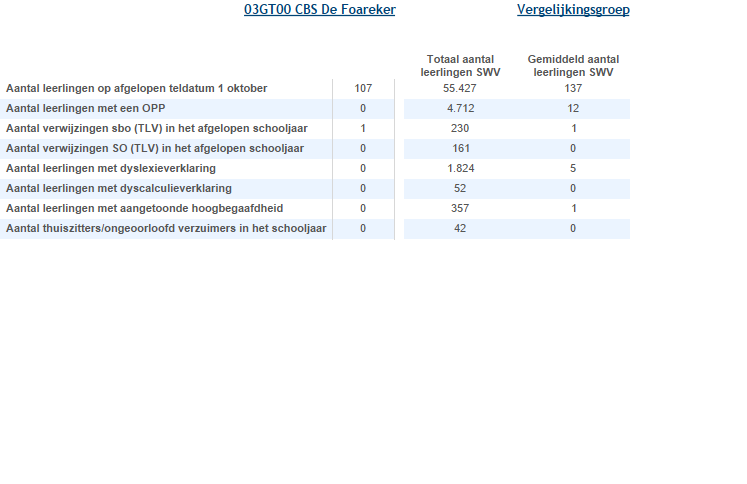 03GT00 CBS De Foareker Vergelijkingsgroep
Totaal aantal Gemiddeld aantal
leerlingen SWV leerlingen SWV
Aantal leerlingen op afgelopen teldatum 1 oktober 107 55.427 137
Aantal leerlingen met een OPP 0 4.712 12
Aantal verwijzingen sbo (TLV) in het afgelopen schooljaar 1 230 1
Aantal verwijzingen SO (TLV) in het afgelopen schooljaar 0 161 0
Aantal leerlingen met dyslexieverklaring 0 1.824 5
Aantal leerlingen met dyscalculieverklaring 0 52 0
Aantal leerlingen met aangetoonde hoogbegaafdheid 0 357 1
Aantal thuiszitters/ongeoorloofd verzuimers in het schooljaar 0 42 0